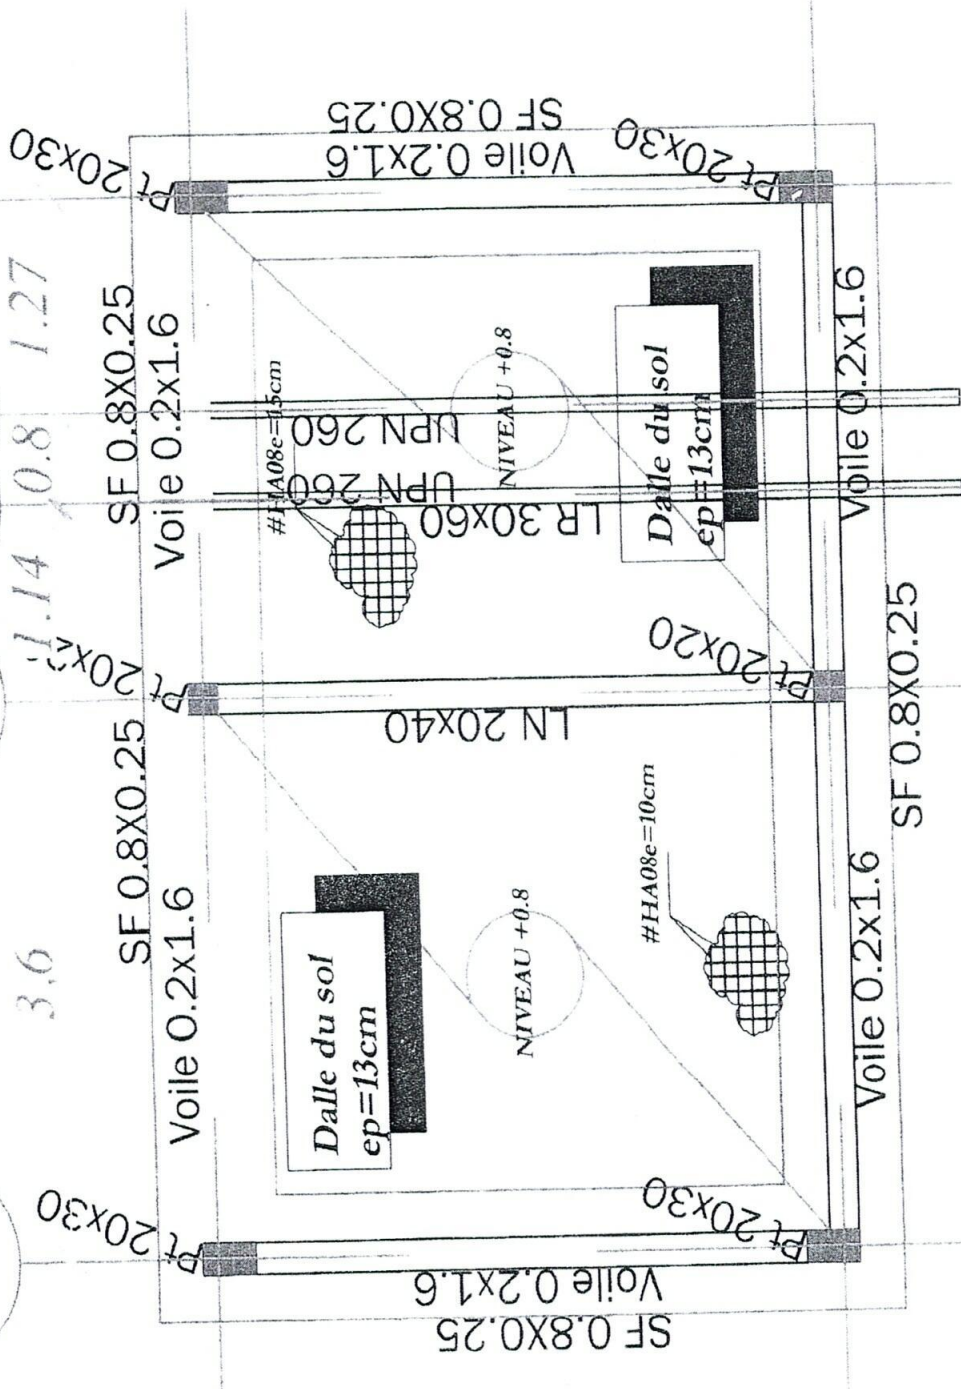 SF 0.8X0.25
Voile 0.2x1.6
Pt 20x30
Pt 20x30
1.27
0.8
1.14
3.6
SF 0.8X0.25
Voile 0.2x1.6
#HA08e=15cm
UPN 260
UPN 260
LR 30x60
NIVEAU +0.8
Dalle du sol
ep=13cm
Voile 0.2x1.6
Pt 20x20
LN 20x40
SF 0.8X0.25
SF 0.8X0.25
Voile 0.2x1.6
Dalle du sol
ep=13cm
NIVEAU +0.8
#HA08e=10cm
Voile 0.2x1.6
Pt 20x30
Pt 20x30
Voile 0.2x1.6
SF 0.8X0.25